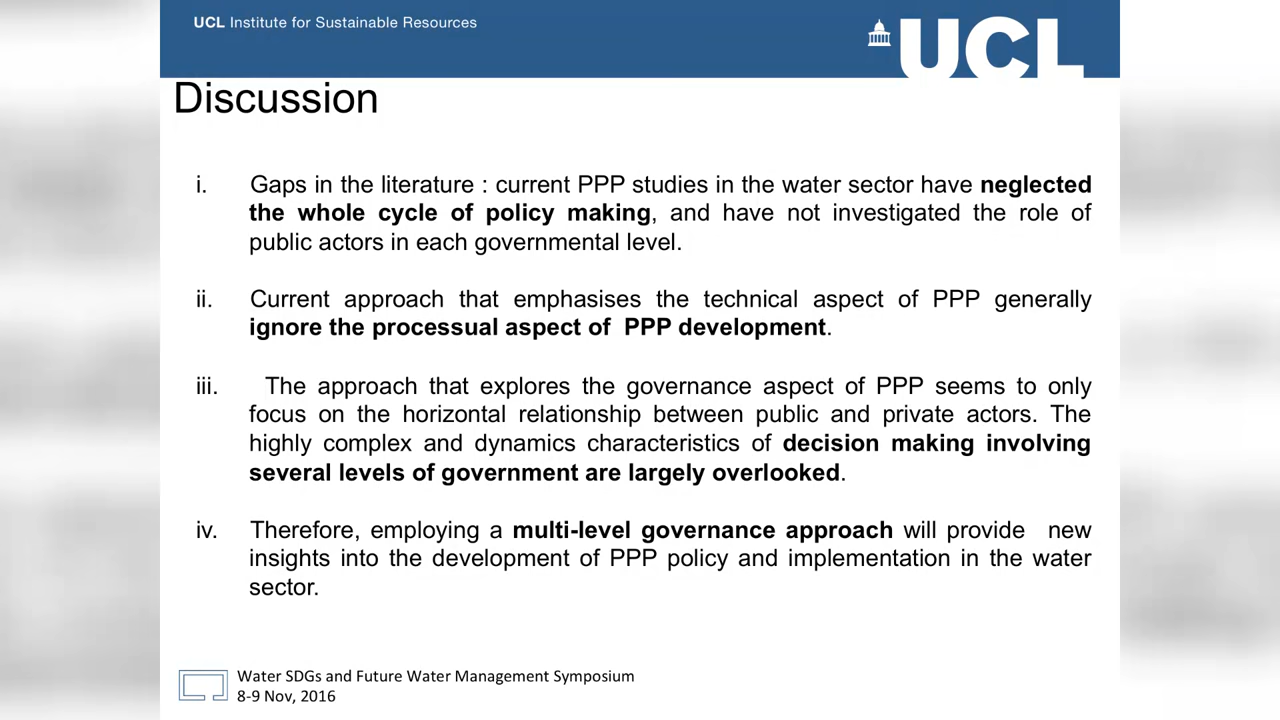 UCL Institute for Sustainable Resources
UCL
Discussion
i. Gaps in the literature : current PPP studies in the water sector have neglected
the whole cycle of policy making, and have not investigated the role of
public actors in each governmental level.
ii. Current approach that emphasises the technical aspect of PPP generally
ignore the processual aspect of PPP development.
iii. The approach that explores the governance aspect of PPP seems to only
focus on the horizontal relationship between public and private actors. The
highly complex and dynamics characteristics of decision making involving
several levels of government are largely overlooked.
iv. Therefore, employing a multi-level governance approach will provide new
insights into the development of PPP policy and implementation in the water
sector.
Water SDGs and Future Water Management Symposium
8-9 Nov, 2016